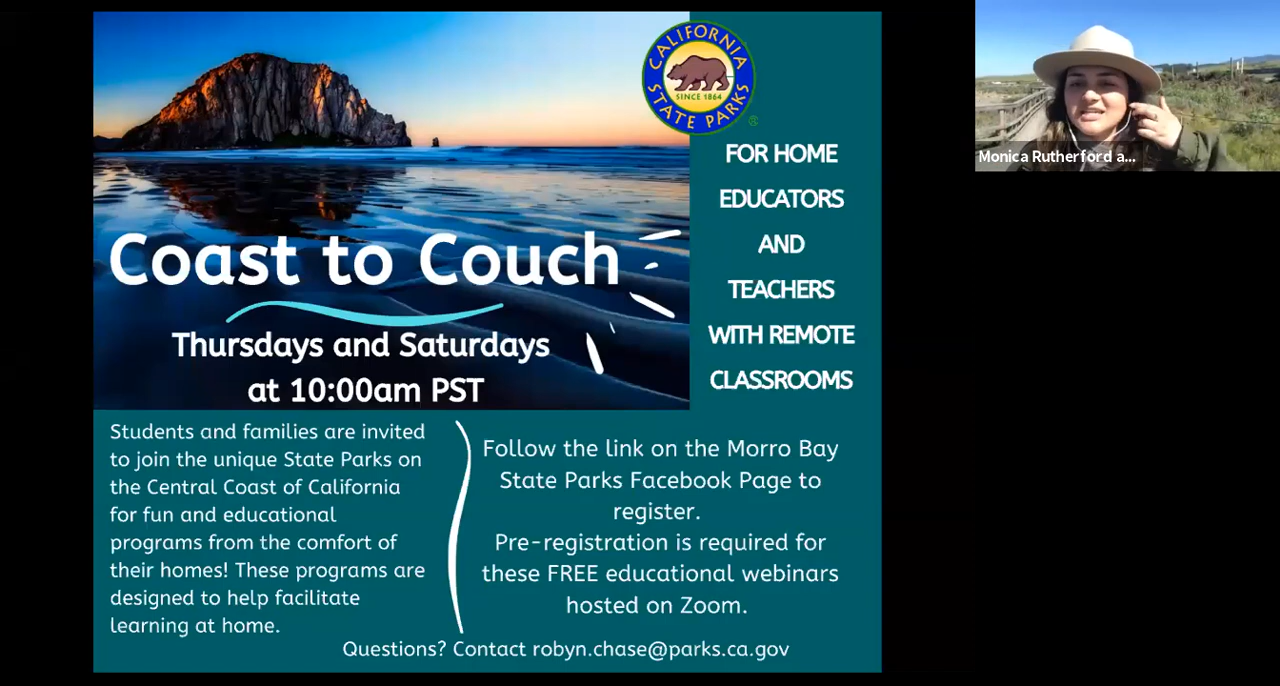 CALIFORNIA
STATE PARKS
SINCE 1864
FOR HOME
EDUCATORS
AND
TEACHERS
WITH REMOTE
CLASSROOMS
Coast to Couch
Thursdays and Saturdays
at 10:00am PST
Students and families are invited
to join the unique State Parks on
the Central Coast of California
for fun and educational
programs from the comfort of
their homes! These programs are
designed to help facilitate
learning at home.
Follow the link on the Morro Bay
State Parks Facebook Page to
register.
Pre-registration is required for
these FREE educational webinars
hosted on Zoom.
Questions? Contact robyn.chase@parks.ca.gov
Monica Rutherford a...